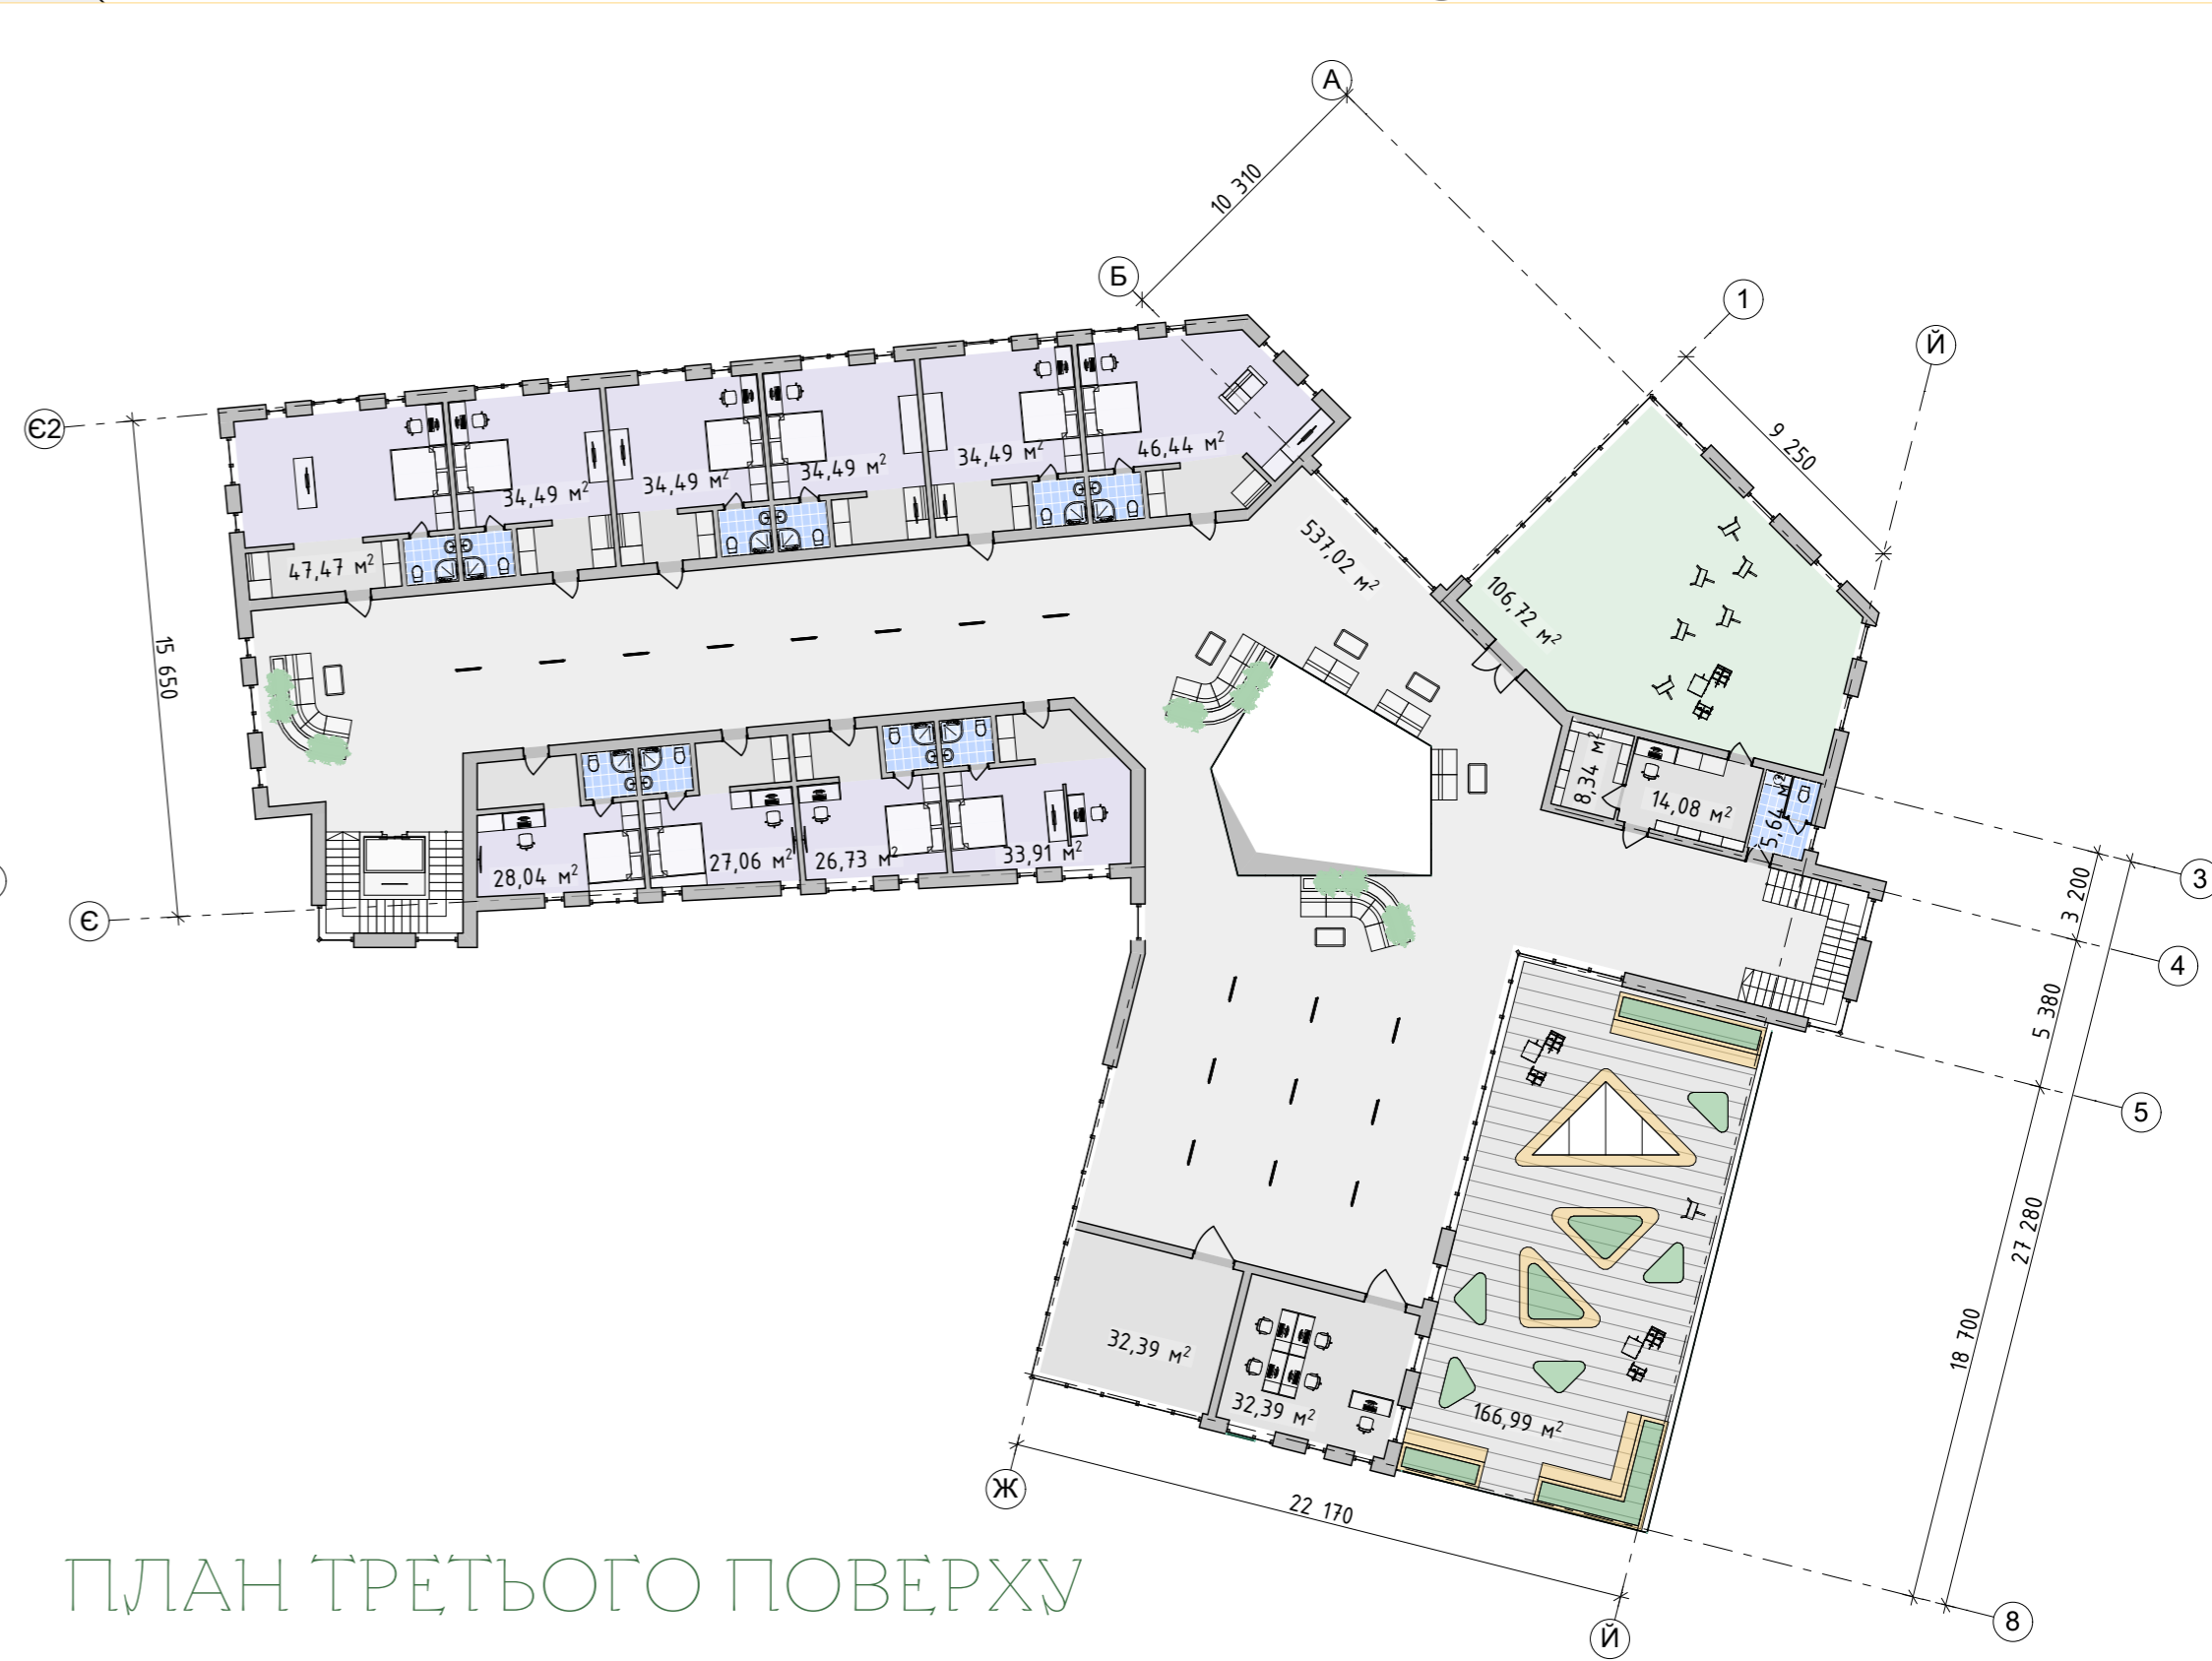 А
10 310
Б
1
9 250
Й
Є2
15 650
Є
47,47 м²
34,49 м²
34,49 м²
34,49 м²
34,49 м²
46,44 м²
537,02 м²
106,72 м²
8,34 м²
14,08 м²
5,64 м²
28,04 м²
27,06 м²
26,73 м²
33,91 м²
3
3 200
4
5 380
5
27 280
18 700
32,39 м²
32,39 м²
166,99 м²
Ж
22 170
Й
8
ПЛАН ТРЕТЬОГО ПОВЕРХУ